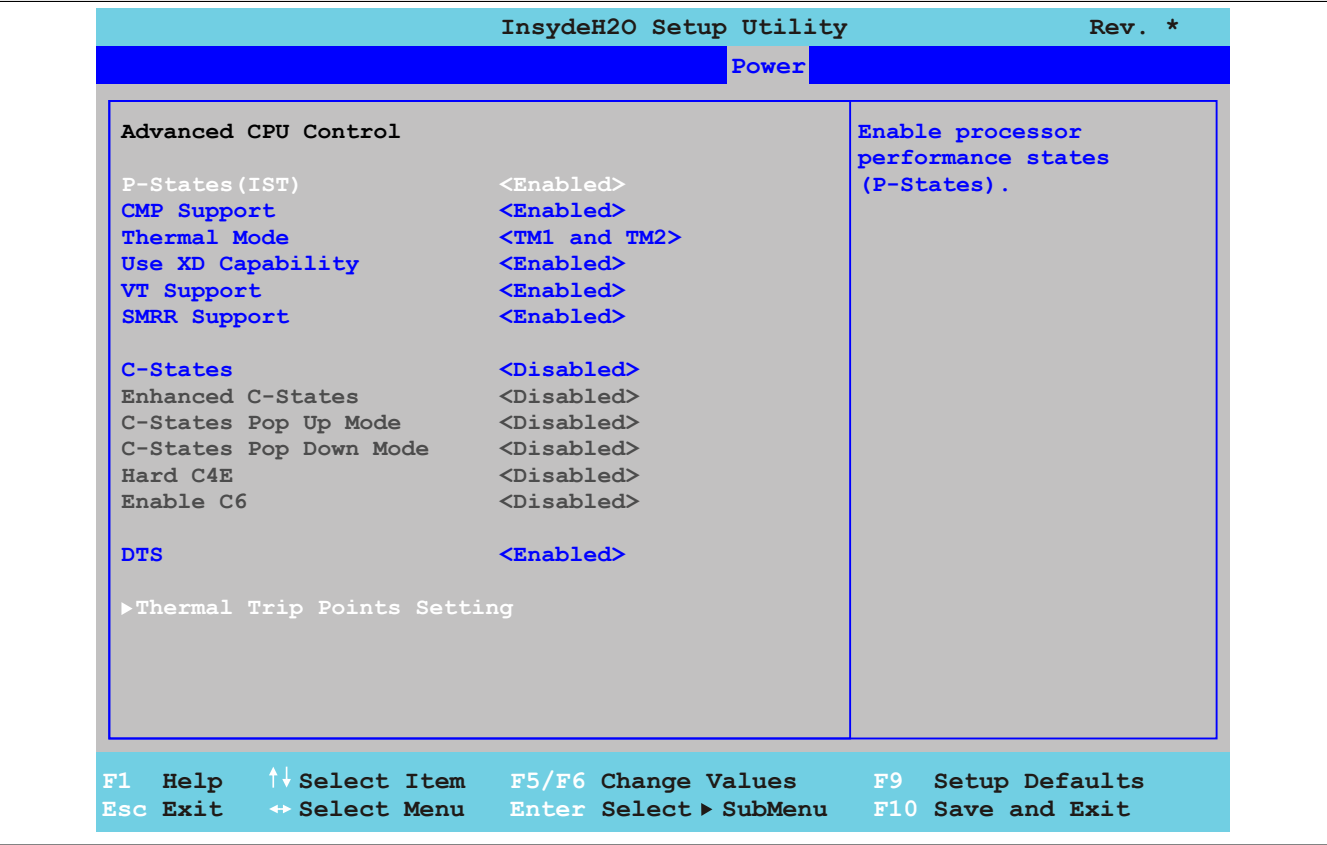 InsydeH2O Setup Utility Rev. *
Power
Advanced CPU Control
P-States(IST) <Enabled>
CMP Support <Enabled>
Thermal Mode <TM1 and TM2>
Use XD Capability <Enabled>
VT Support <Enabled>
SMRR Support <Enabled>
C-States <Disabled>
Enhanced C-States <Disabled>
C-States Pop Up Mode <Disabled>
C-States Pop Down Mode <Disabled>
Hard C4E <Disabled>
Enable C6 <Disabled>
DTS <Enabled>
▶Thermal Trip Points Setting
Enable processor
performance states
(P-States).
F1 Help ↑↓ Select Item F5/F6 Change Values F9 Setup Defaults
Esc Exit ↔ Select Menu Enter Select ▶ SubMenu F10 Save and Exit